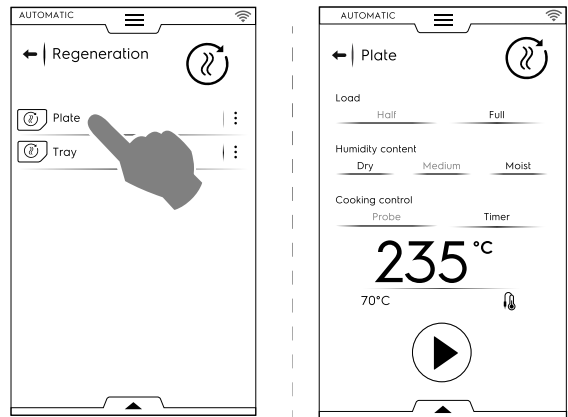 AUTOMATIC
Regeneration
Plate
Tray
AUTOMATIC
Plate
Load
Half Full
Humidity content
Dry Medium Moist
Cooking control
Probe Timer
235 °C
70°C